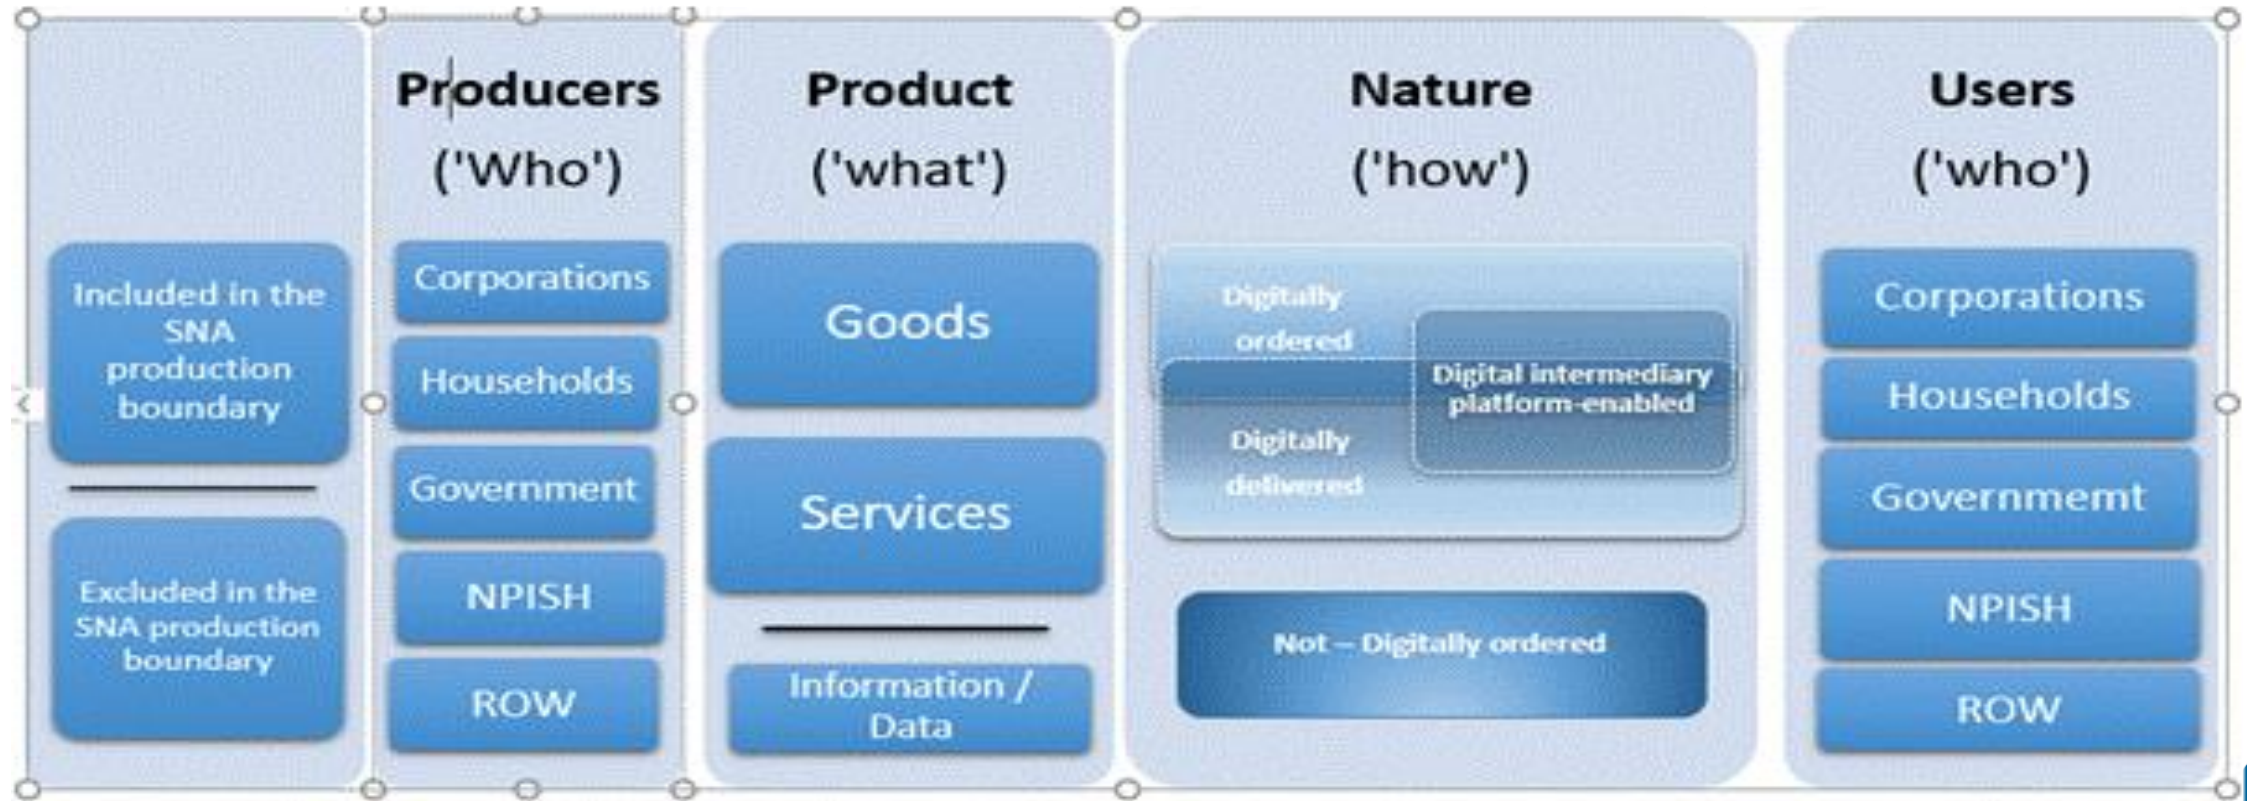 Included in the
SNA
production
boundary
Excluded in the
SNA production
boundary
Producers
('Who')
Corporations
Households
Government
NPISH
ROW
Product
('what')
Goods
Services
Information /
Data
Nature
('how')
Digitally
ordered
Digital intermediary
platform-enabled
Digitally
delivered
Not – Digitally ordered
Users
('who')
Corporations
Households
Governmemt
NPISH
ROW